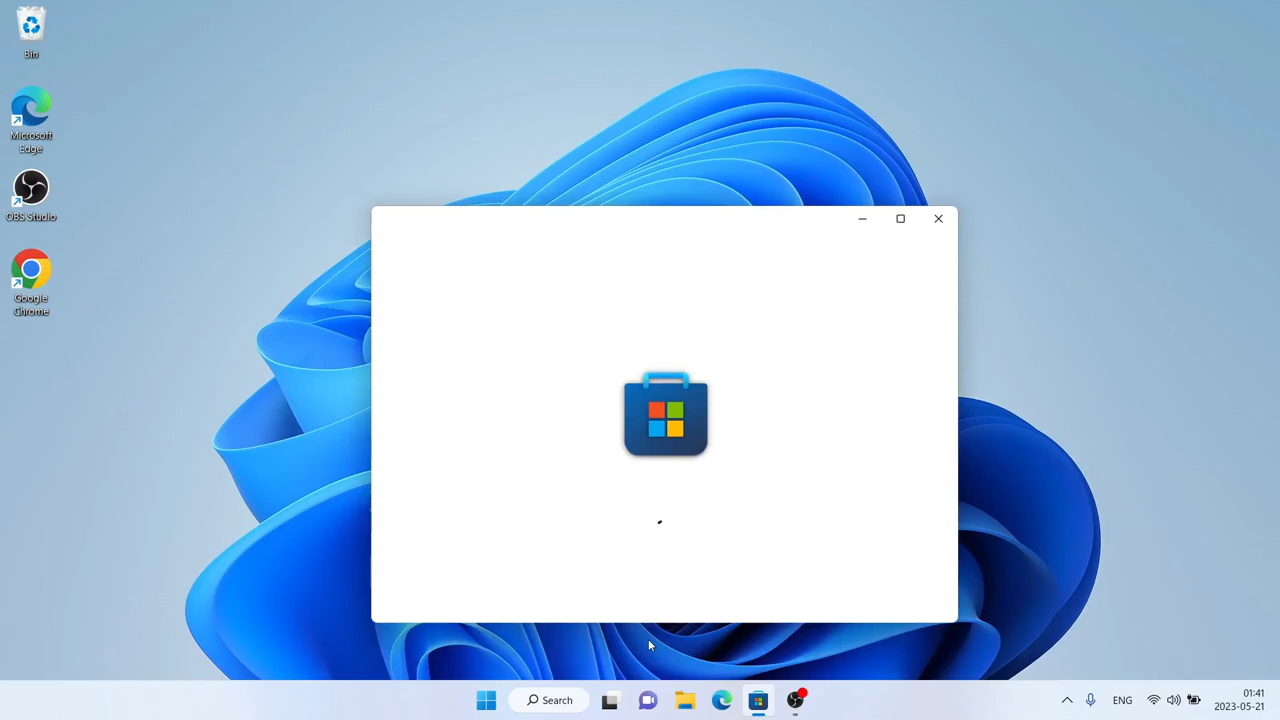 Bin
Microsoft
Edge
OBS Studio
Google
Chrome
Search
ENG
01:41
2023-05-21